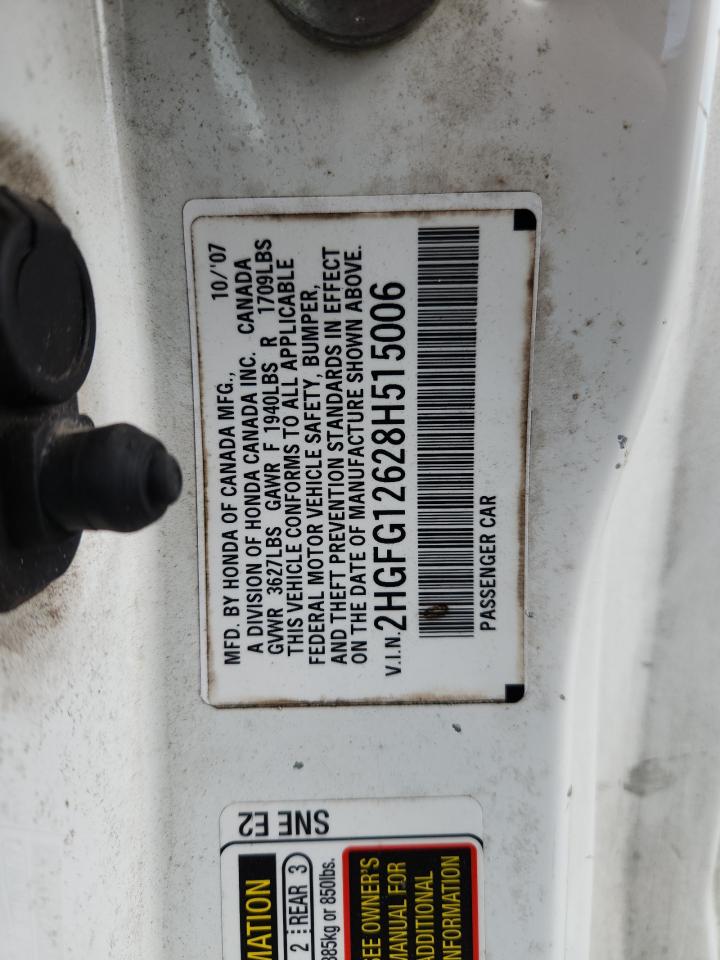 MFD. BY HONDA OF CANADA MFG., 10/'07
A DIVISION OF HONDA CANADA INC. CANADA
GVWR 3627LBS GAWR F 1940LBS R 1709LBS
THIS VEHICLE CONFORMS TO ALL APPLICABLE
FEDERAL MOTOR VEHICLE SAFETY, BUMPER,
AND THEFT PREVENTION STANDARDS IN EFFECT
ON THE DATE OF MANUFACTURE SHOWN ABOVE.
V.I.N. 2HGFG12628H515006
PASSENGER CAR
SNE E2
2 REAR 3
385kg or 850lbs.
SEE OWNER'S
MANUAL FOR
ADDITIONAL
INFORMATION